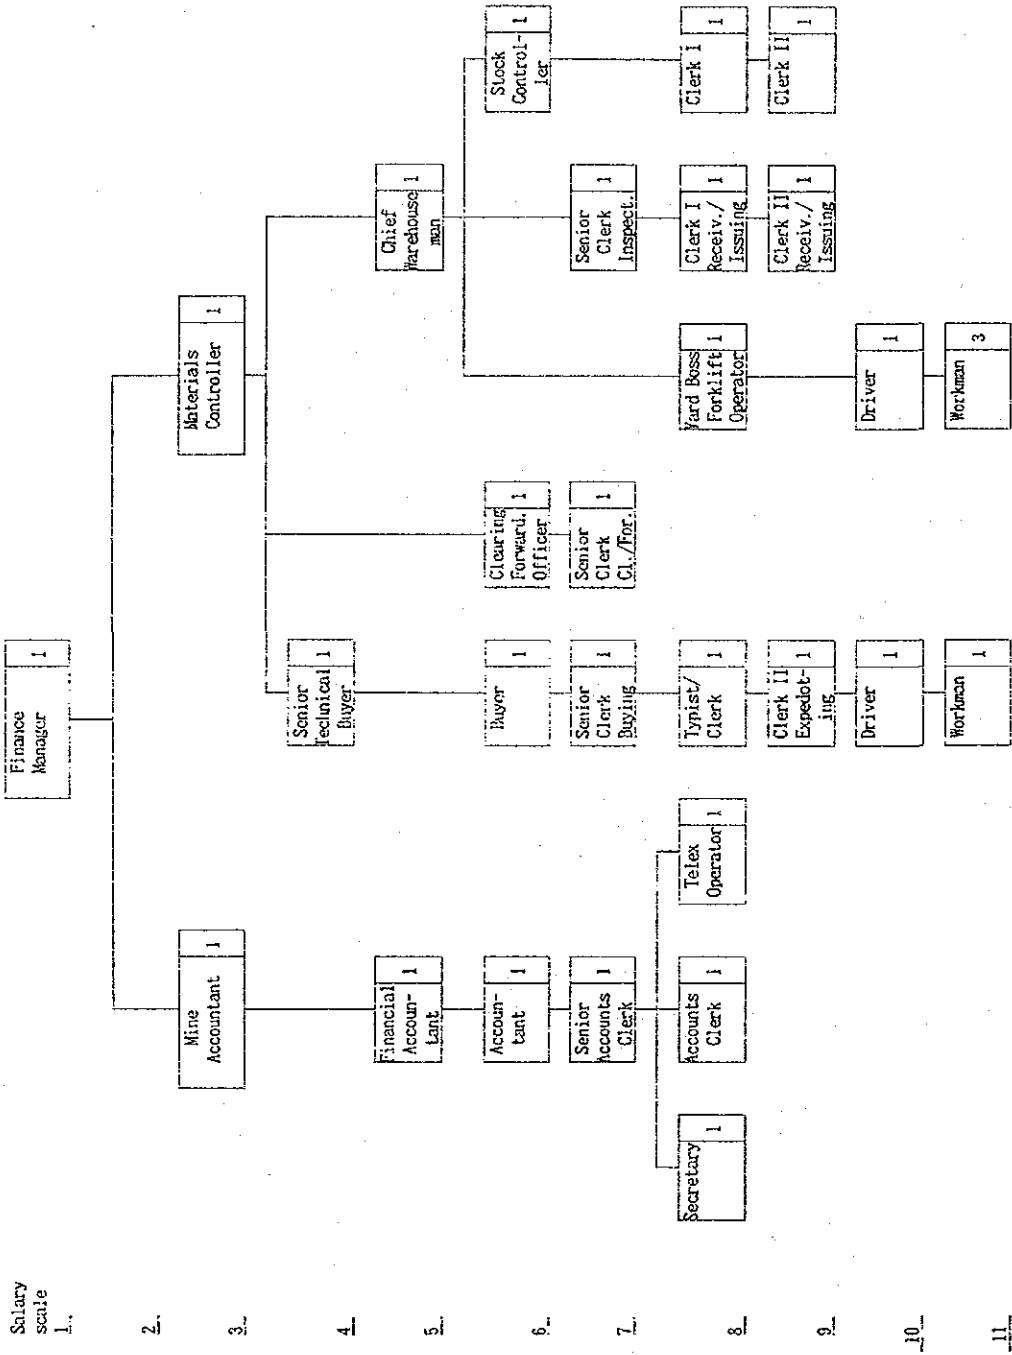 Salary
scale
1
Finance
Manager
1
2
3
Mine
Accountant
1
Materials
Controller
1
4
Senior
Technical
Buyer
1
5
Financial
Accoun-
tant
1
Chief
Warehouse
man
1
6
Accoun-
tant
1
Buyer
1
Clearing
Forward.
Officer
1
Stock
Control-
ler
1
7
Senior
Accounts
Clerk
1
Senior
Clerk
Buying
1
Senior
Clerk
Cl./For.
1
Senior
Clerk
Inspect.
1
8
Secretary
1
Accounts
Clerk
1
Telex
Operator
1
Typist/
Clerk
1
Yard Boss
Forklift
Operator
1
Clerk I
Receiv./
Issuing
1
Clerk I
1
9
Clerk II
Expedot-
ing
1
Clerk II
Receiv./
Issuing
1
Clerk II
1
10
Driver
1
Driver
1
11
Workman
1
Workman
3